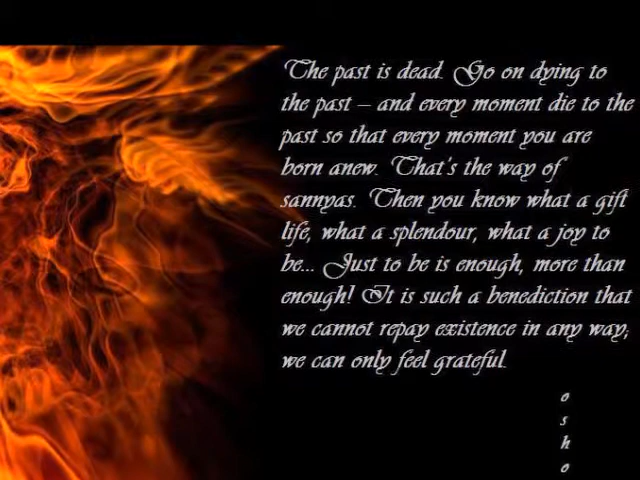 The past is dead. Go on dying to
the past – and every moment die to the
past so that every moment you are
born anew. That's the way of
sannyas. Then you know what a gift
life, what a splendour, what a joy to
be... Just to be is enough, more than
enough! It is such a benediction that
we cannot repay existence in any way;
we can only feel grateful.
o
s
h
o